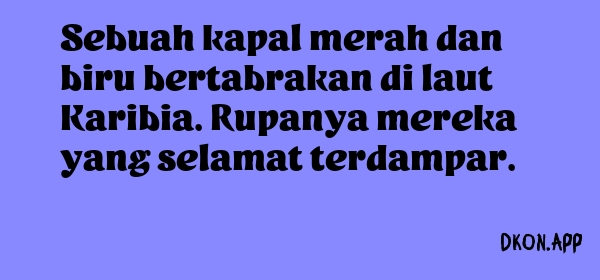 Sebuah kapal merah dan
biru bertabrakan di laut
Karibia. Rupanya mereka
yang selamat terdampar.
DKON.APP